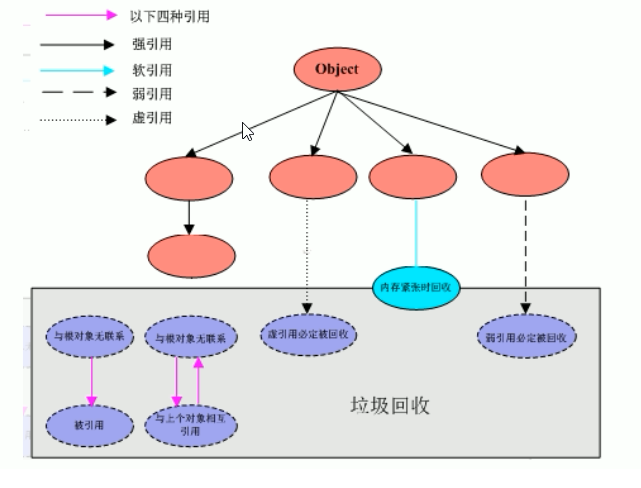 以下四种引用
强引用
软引用
弱引用
虚引用
Object
内存紧张时回收
与根对象无联系
与根对象无联系
虚引用必定被回收
弱引用必定被回收
垃圾回收
被引用
与上个对象相互
引用